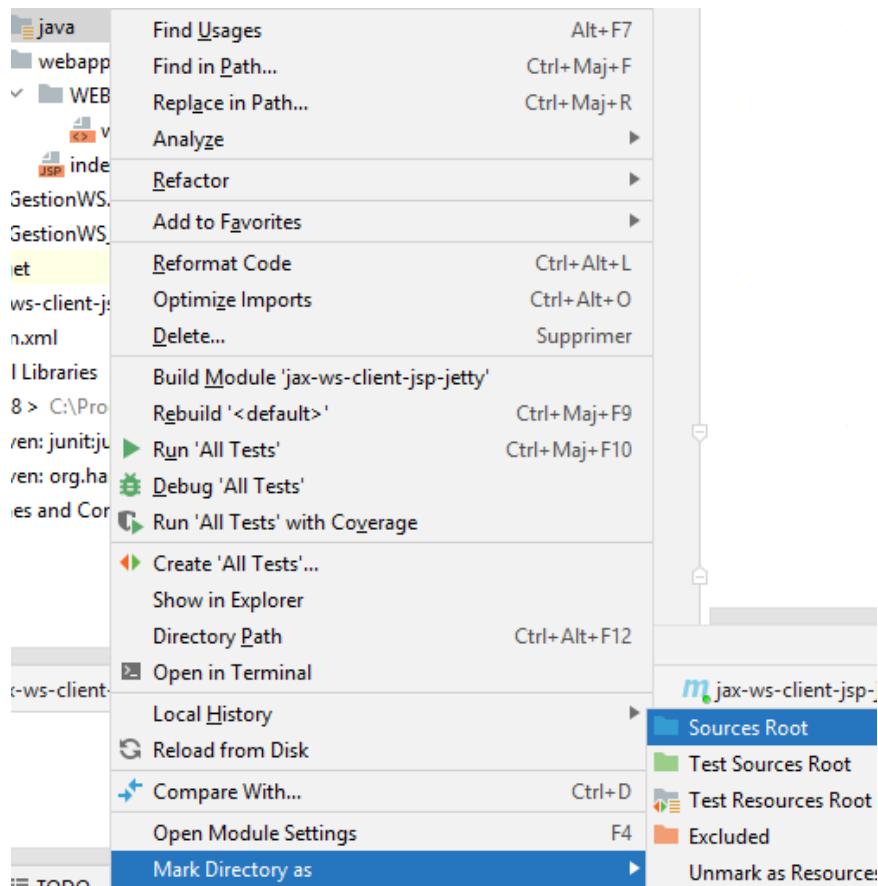 java
webapp
WEB
index
GestionWS.
GestionWS_
et
ws-client-js
n.xml
l Libraries
8 > C:\Pro
ven: junit:ju
ven: org.ha
es and Cor
x-ws-client-
TODO
Find Usages Alt+F7
Find in Path... Ctrl+Maj+F
Replace in Path... Ctrl+Maj+R
Analyze
Refactor
Add to Favorites
Reformat Code Ctrl+Alt+L
Optimize Imports Ctrl+Alt+O
Delete... Supprimer
Build Module 'jax-ws-client-jsp-jetty'
Rebuild '<default>' Ctrl+Maj+F9
Run 'All Tests' Ctrl+Maj+F10
Debug 'All Tests'
Run 'All Tests' with Coverage
Create 'All Tests'...
Show in Explorer
Directory Path Ctrl+Alt+F12
Open in Terminal
Local History
Reload from Disk
Compare With... Ctrl+D
Open Module Settings F4
Mark Directory as
jax-ws-client-jsp-j
Sources Root
Test Sources Root
Test Resources Root
Excluded
Unmark as Resources